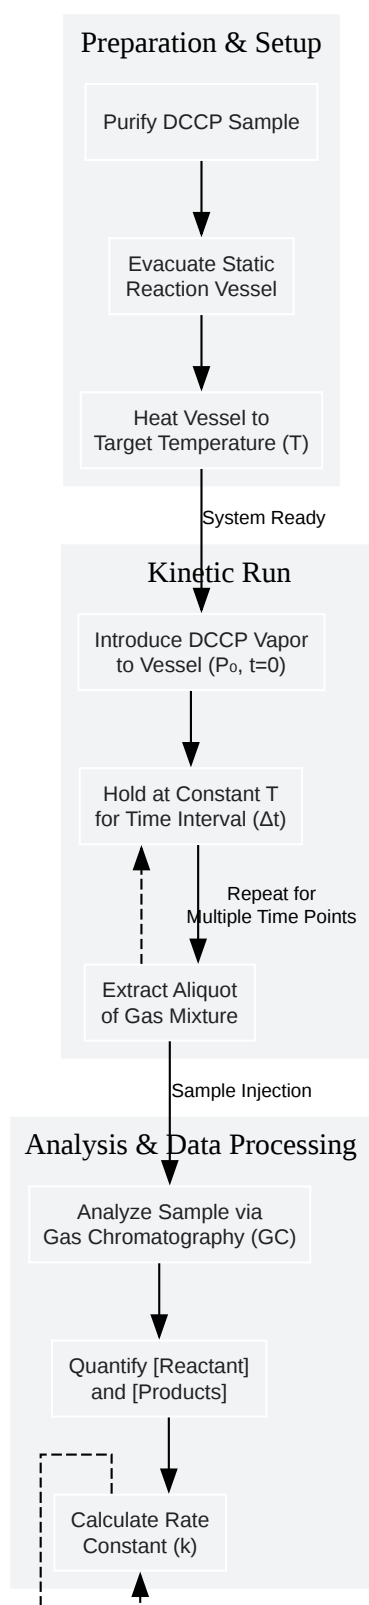 Preparation & Setup
Purify DCCP Sample
Evacuate Static
Reaction Vessel
Heat Vessel to
Target Temperature (T)
System Ready
Kinetic Run
Introduce DCCP Vapor
to Vessel (P₀, t=0)
Hold at Constant T
for Time Interval (Δt)
Repeat for
Multiple Time Points
Extract Aliquot
of Gas Mixture
Sample Injection
Analysis & Data Processing
Analyze Sample via
Gas Chromatography (GC)
Quantify [Reactant]
and [Products]
Calculate Rate
Constant (k)